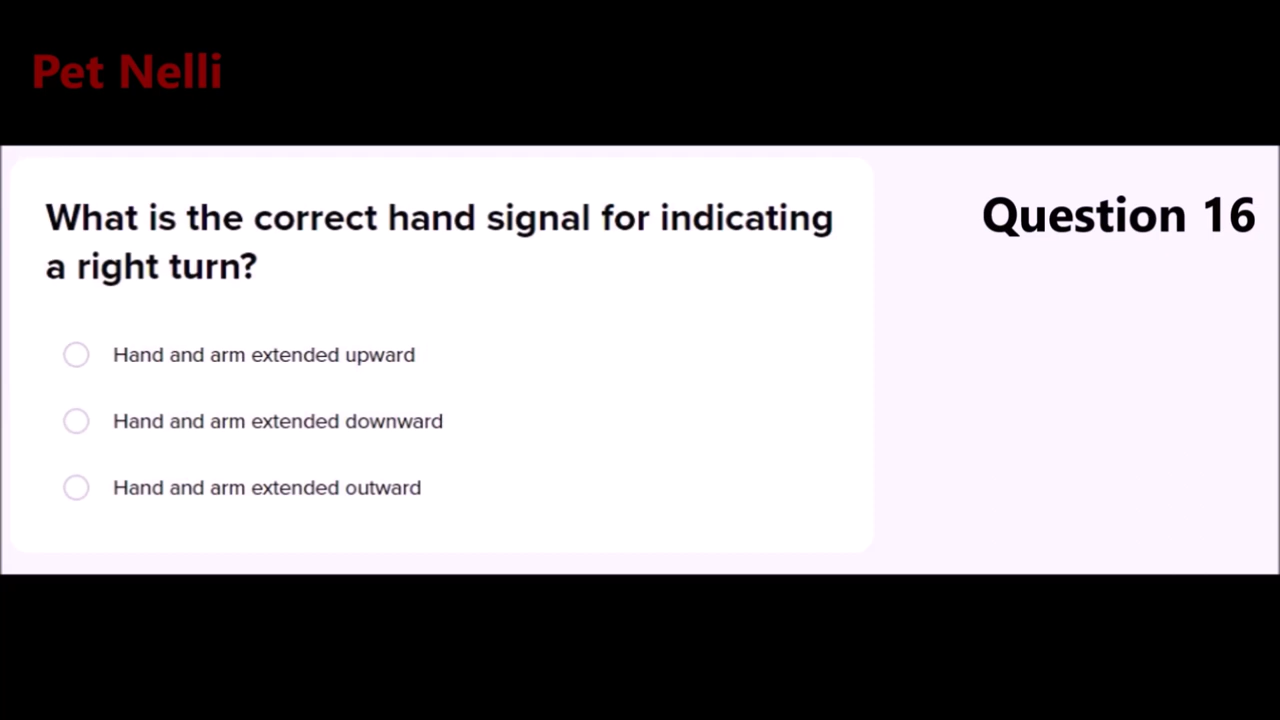 Pet Nelli
What is the correct hand signal for indicating
a right turn?
Question 16
Hand and arm extended upward
Hand and arm extended downward
Hand and arm extended outward